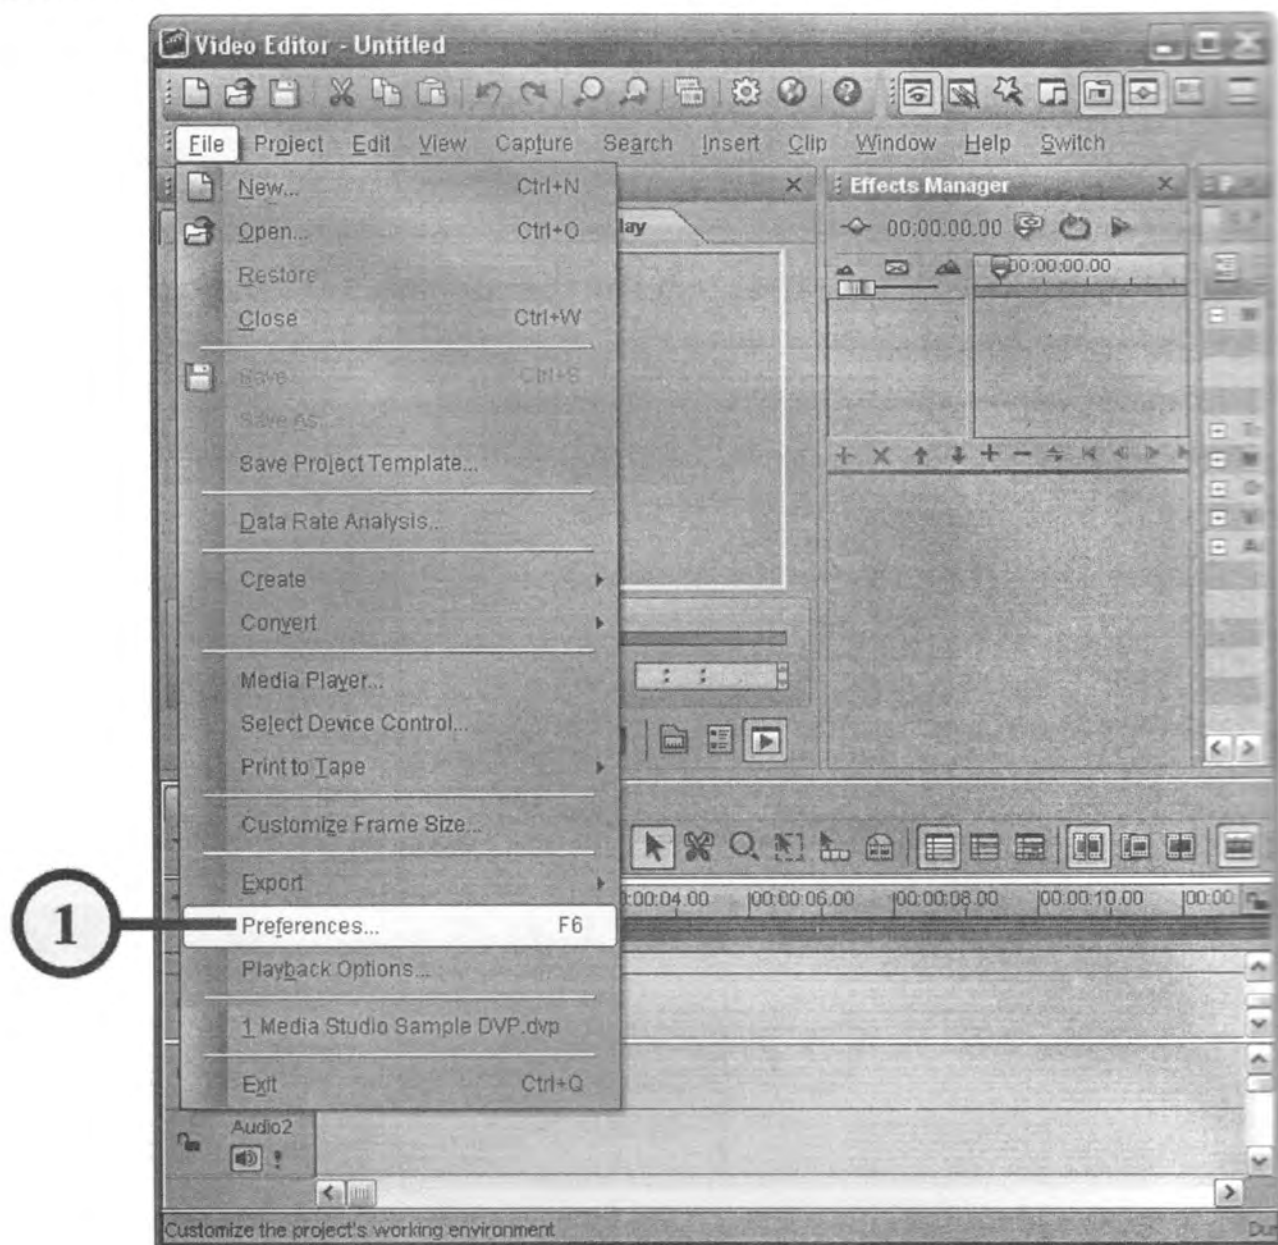 Video Editor - Untitled
File Project Edit View Capture Search Insert Clip Window Help Switch
New... Ctrl+N
Open... Ctrl+O
Restore
Close Ctrl+W
Save Ctrl+S
Save As...
Save Project Template...
Data Rate Analysis...
Create
Convert
Media Player...
Select Device Control...
Print to Tape
Customize Frame Size...
Export
Preferences... F6
Playback Options...
1 Media Studio Sample DVP.dvp
Exit Ctrl+Q
lay
Effects Manager
00:00:00.00
00:00:00.00
1
0:00:04.00 00:00:06.00 00:00:08.00 00:00:10.00 00:00
Audio2
Customize the project's working environment